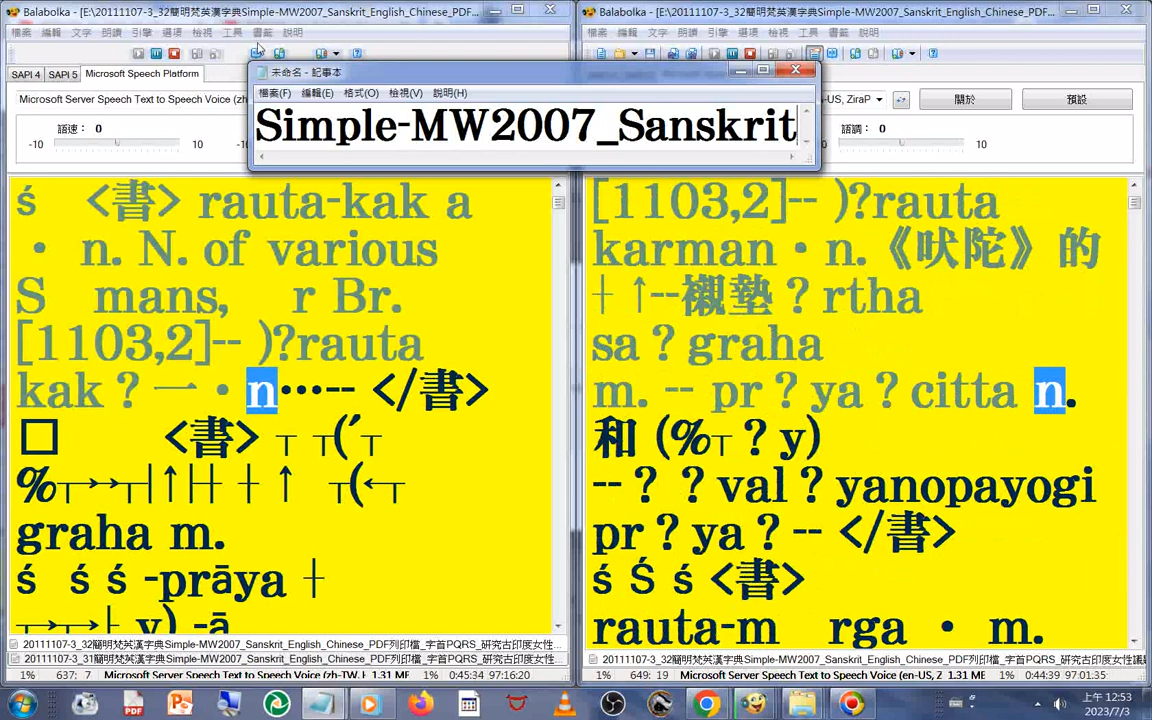 Balabolka - [E:\20111107-3_32簡明梵英漢字典Simple-MW2007_Sanskrit_English_Chinese_PDF...
檔案 編輯 文字 朗讀 引擎 選項 檢視 工具 書籤 説明
SAPI 4 SAPI 5 Microsoft Speech Platform
Microsoft Server Speech Text to Speech Voice (zh
語速： 0
-10 10 -10
ś <書> rauta-kak a
• n. N. of various
S mans, r Br.
[1103,2]-- )?rauta
kak ? 一 • n…-- </書>
□ <書> ┬ ┬(´┬
%┬→→┬┤↑├┼ ┼ ↑ ┬(←┬
graha m.
ś ś ś -prāya ┼
→→├ y) -ā
20111107-3_32簡明梵英漢字典Simple-MW2007_Sanskrit_English_Chinese_PDF列印檔_字首PQRS_研究古印度女性...
20111107-3_31簡明梵英漢字典Simple-MW2007_Sanskrit_English_Chinese_PDF列印檔_字首PQRS_研究古印度女性...
1% 637: 7 Microsoft Server Speech Text to Speech Voice (zh-TW, 1.31 MB 1% 0:45:34 97:16:20
未命名 - 記事本
檔案(F) 編輯(E) 格式(O) 檢視(V) 說明(H)
Simple-MW2007_Sanskrit
Balabolka - [E:\20111107-3_32簡明梵英漢字典Simple-MW2007_Sanskrit_English_Chinese_PDF...
檔案 編輯 文字 朗讀 引擎 選項 檢視 工具 書籤 説明
-US, ZiraP 關於 預設
語調： 0
10
[1103,2]-- )?rauta
karman • n.《吠陀》的
┼ ↑--襯墊？rtha
sa？graha
m. -- pr？ya？citta n.
和 (%┬？y)
--？？val？yanopayogi
pr？ya？-- </書>
ś Ś ś <書>
rauta-m rga • m.
20111107-3_32簡明梵英漢字典Simple-MW2007_Sanskrit_English_Chinese_PDF列印檔_字首PQRS_研究古印度女性議
1% 649: 19 Microsoft Server Speech Text to Speech Voice (en-US, Z 1.31 MB 1% 0:44:39 97:01:35
上午 12:53
2023/7/3